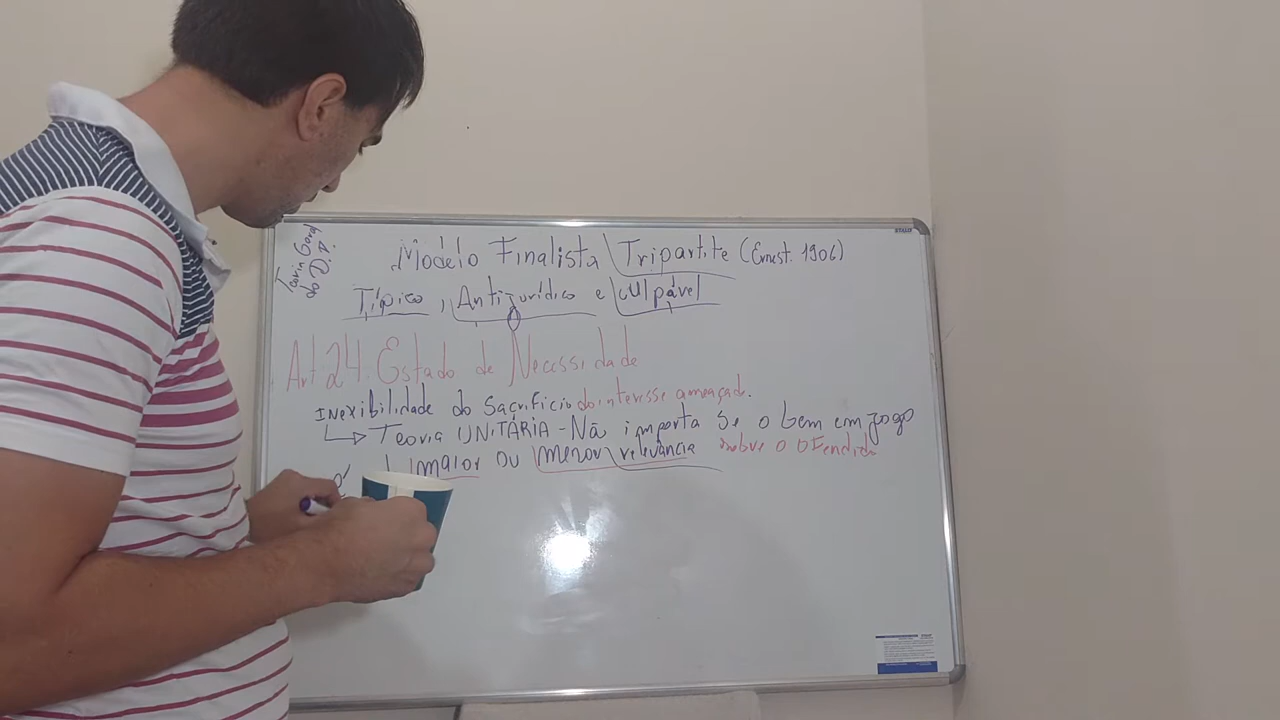 Teoria Geral
do D.P.
Modelo Finalista Tripartite (Ernest. 1906)
Típico, Antijurídico e culpável
Art 24. Estado de Necessidade
Inexibilidade do Sacrifício do interesse ameaçado.
Teoria UNITÁRIA - Não importa se o bem em jogo
maior ou menor relevância sobre o ofendido